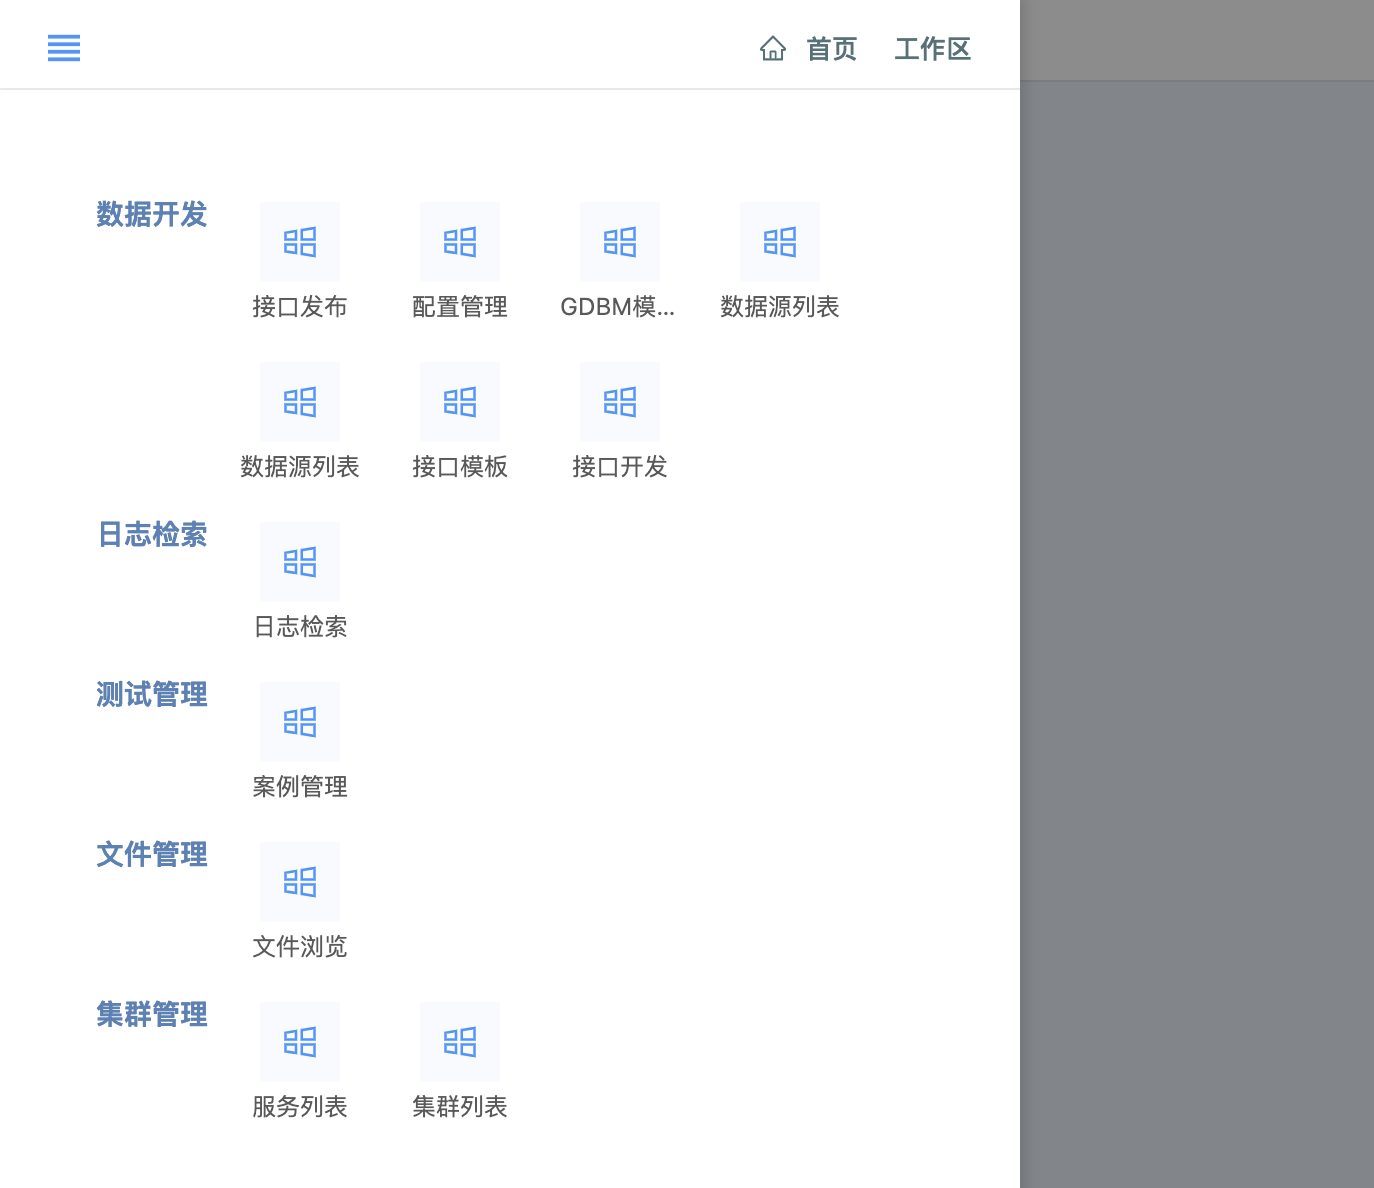 首页 工作区
数据开发
接口发布 配置管理 GDBM模... 数据源列表
数据源列表 接口模板 接口开发
日志检索
日志检索
测试管理
案例管理
文件管理
文件浏览
集群管理
服务列表 集群列表